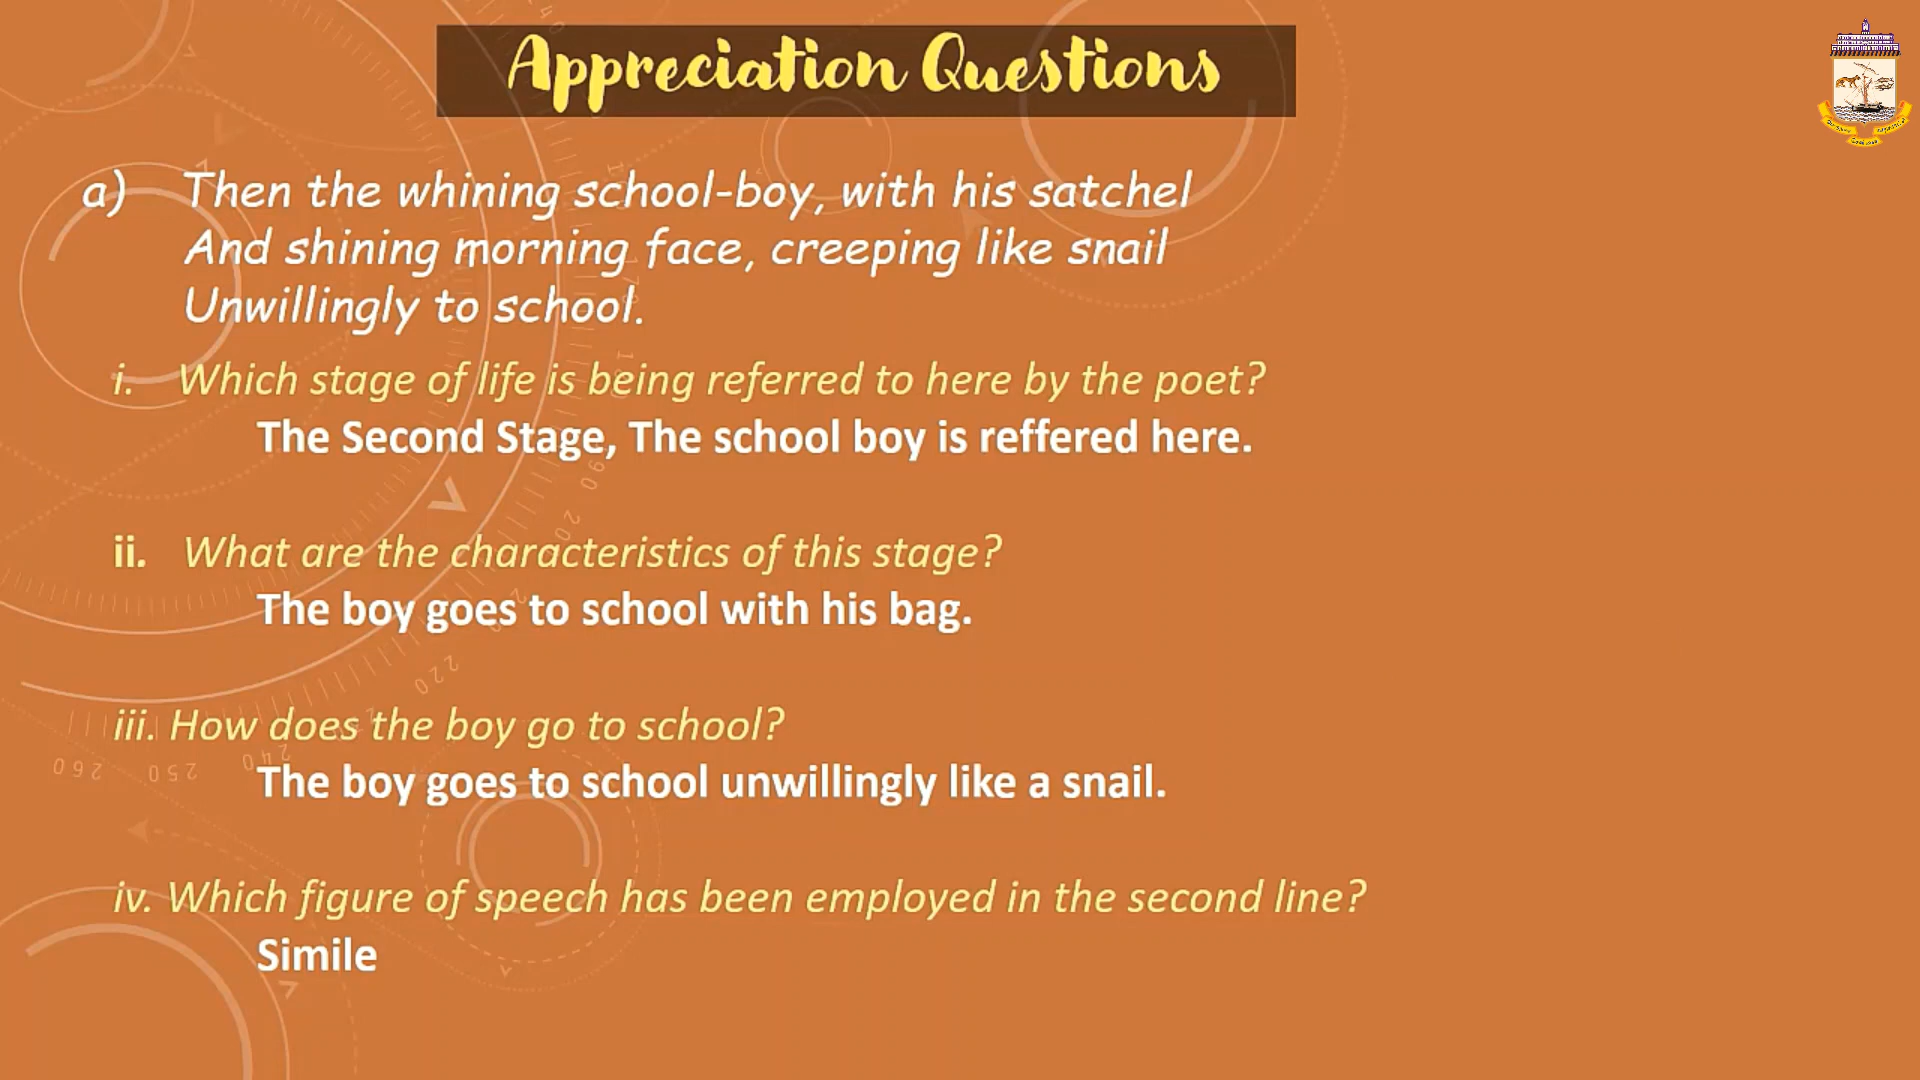 Appreciation Questions
a) Then the whining school-boy, with his satchel
And shining morning face, creeping like snail
Unwillingly to school.
i. Which stage of life is being referred to here by the poet?
The Second Stage, The school boy is reffered here.
ii. What are the characteristics of this stage?
The boy goes to school with his bag.
iii. How does the boy go to school?
The boy goes to school unwillingly like a snail.
iv. Which figure of speech has been employed in the second line?
Simile
220
240
250
260